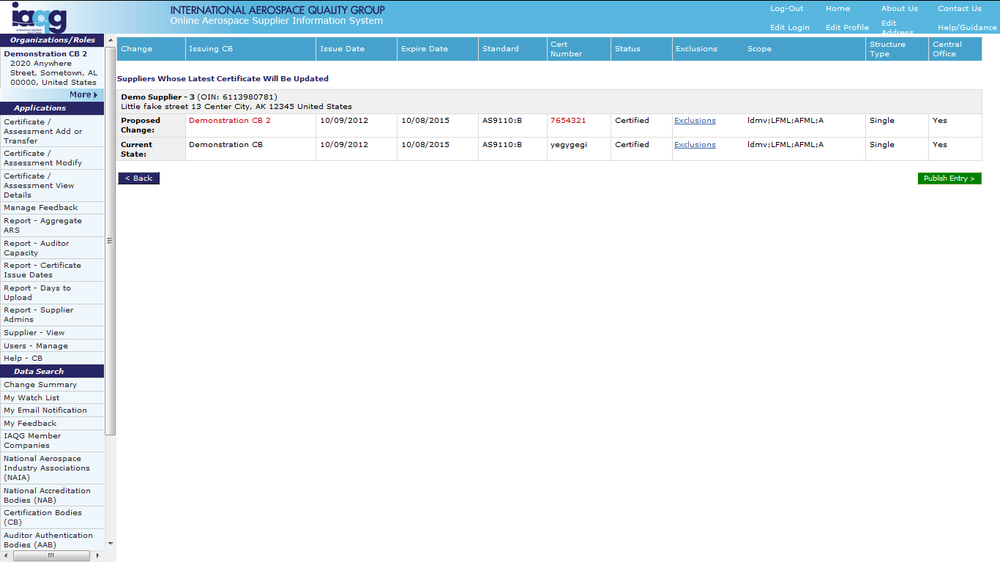 iaqg
INTERNATIONAL AEROSPACE QUALITY GROUP
INTERNATIONAL AEROSPACE QUALITY GROUP
Online Aerospace Supplier Information System
Log-Out Home About Us Contact Us
Edit Login Edit Profile Edit Address Help/Guidance
Organizations/Roles
Demonstration CB 2
2020 Anywhere
Street, Sometown, AL
00000, United States
More
Applications
Certificate /
Assessment Add or
Transfer
Certificate /
Assessment Modify
Certificate /
Assessment View
Details
Manage Feedback
Report - Aggregate
ARS
Report - Auditor
Capacity
Report - Certificate
Issue Dates
Report - Days to
Upload
Report - Supplier
Admins
Supplier - View
Users - Manage
Help - CB
Data Search
Change Summary
My Watch List
My Email Notification
My Feedback
IAQG Member
Companies
National Aerospace
Industry Associations
(NAIA)
National Accreditation
Bodies (NAB)
Certification Bodies
(CB)
Auditor Authentication
Bodies (AAB)
Change Issuing CB Issue Date Expire Date Standard Cert Number Status Exclusions Scope Structure Type Central Office
Suppliers Whose Latest Certificate Will Be Updated
Demo Supplier - 3 (OIN: 6113980781)
Little fake street 13 Center City, AK 12345 United States
Proposed Change: Demonstration CB 2 10/09/2012 10/08/2015 AS9110:B 7654321 Certified Exclusions ldmv;LFML;AFML;A Single Yes
Current State: Demonstration CB 10/09/2012 10/08/2015 AS9110:B yegygegi Certified Exclusions ldmv;LFML;AFML;A Single Yes
< Back Publish Entry >